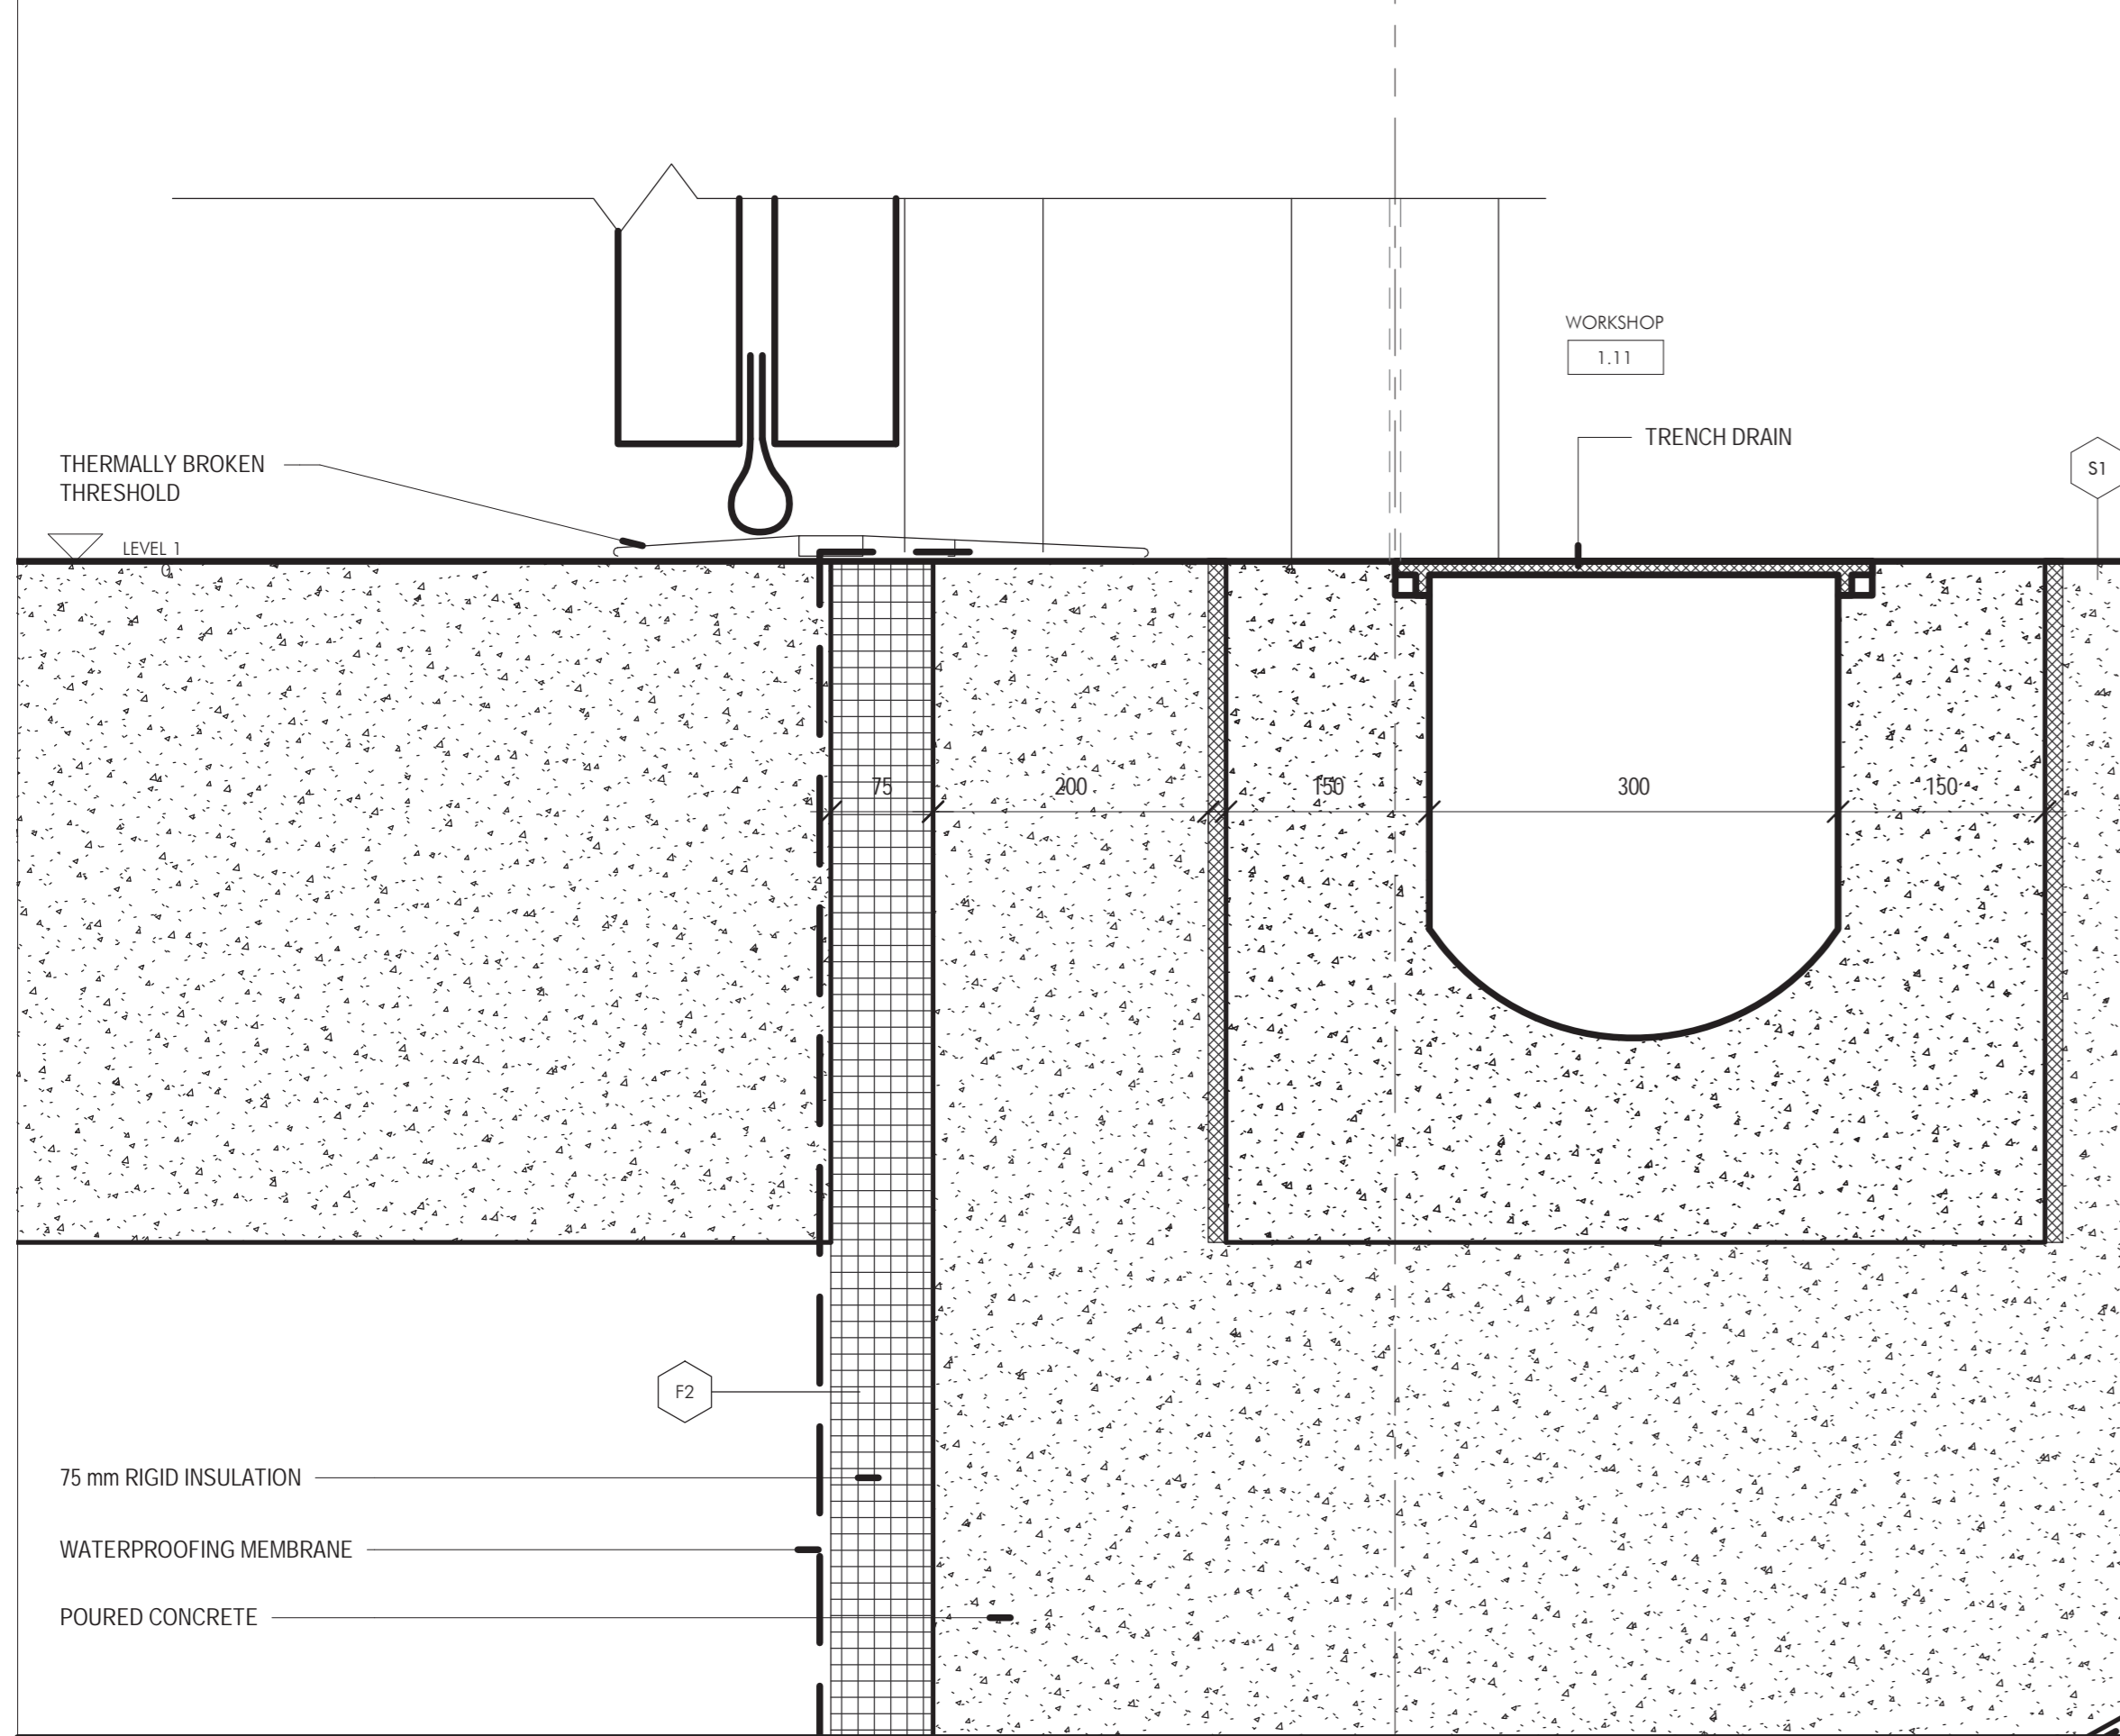 WORKSHOP
1.11
TRENCH DRAIN
THERMALLY BROKEN
THRESHOLD
S1
LEVEL 1
0
75
200
150
300
150
F2
75 mm RIGID INSULATION
WATERPROOFING MEMBRANE
POURED CONCRETE